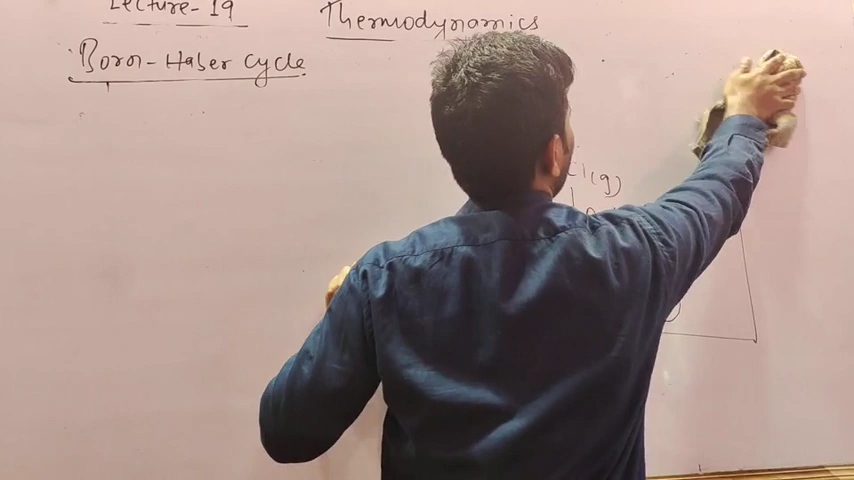 Lecture-19
Thermodynamics
Born-Haber Cycle
(g)